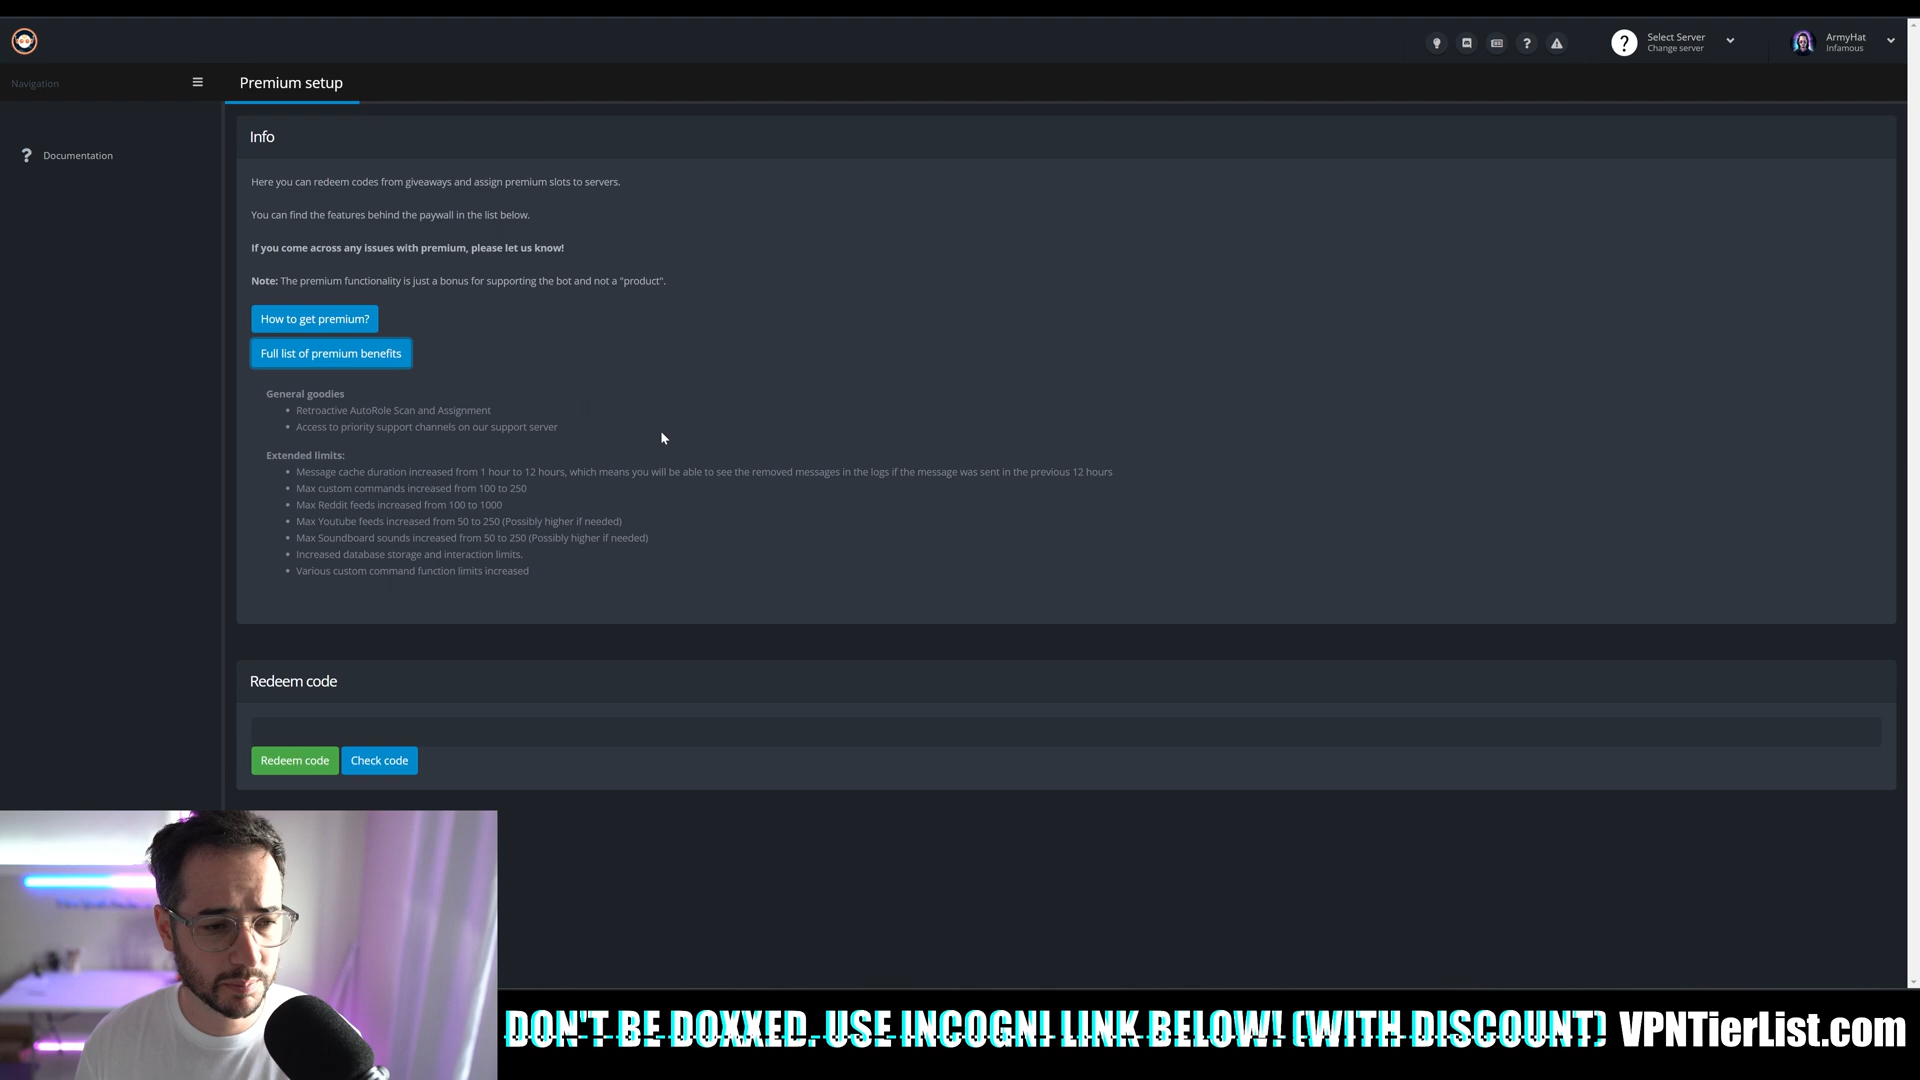 Select Server
Change server
ArmyHat
Infamous
Navigation
Premium setup
Documentation
Info
Here you can redeem codes from giveaways and assign premium slots to servers.
You can find the features behind the paywall in the list below.
If you come across any issues with premium, please let us know!
Note: The premium functionality is just a bonus for supporting the bot and not a "product".
How to get premium?
Full list of premium benefits
General goodies
Retroactive AutoRole Scan and Assignment
Access to priority support channels on our support server
Extended limits:
Message cache duration increased from 1 hour to 12 hours, which means you will be able to see the removed messages in the logs if the message was sent in the previous 12 hours
Max custom commands increased from 100 to 250
Max Reddit feeds increased from 100 to 1000
Max Youtube feeds increased from 50 to 250 (Possibly higher if needed)
Max Soundboard sounds increased from 50 to 250 (Possibly higher if needed)
Increased database storage and interaction limits.
Various custom command function limits increased
Redeem code
Redeem code Check code
DON'T BE DOXXED. USE INCOGNI LINK BELOW! (WITH DISCOUNT) VPNTierList.com